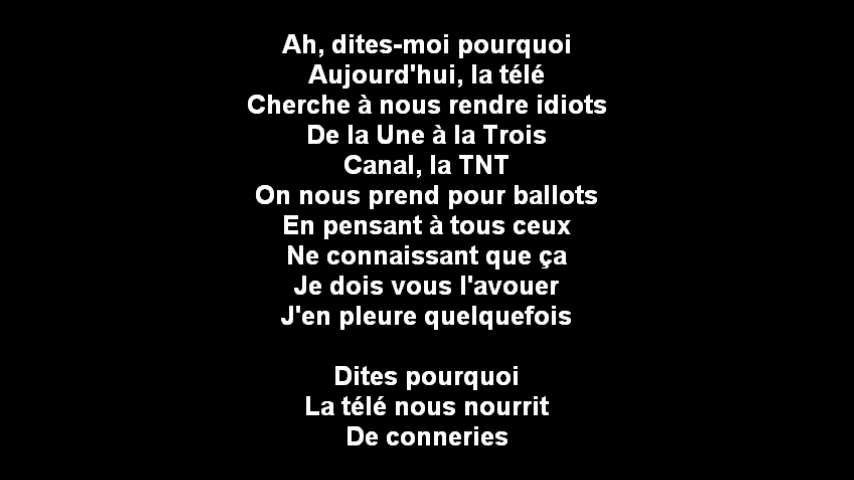 Ah, dites-moi pourquoi
Aujourd'hui, la télé
Cherche à nous rendre idiots
De la Une à la Trois
Canal, la TNT
On nous prend pour ballots
En pensant à tous ceux
Ne connaissant que ça
Je dois vous l'avouer
J'en pleure quelquefois

Dites pourquoi
La télé nous nourrit
De conneries